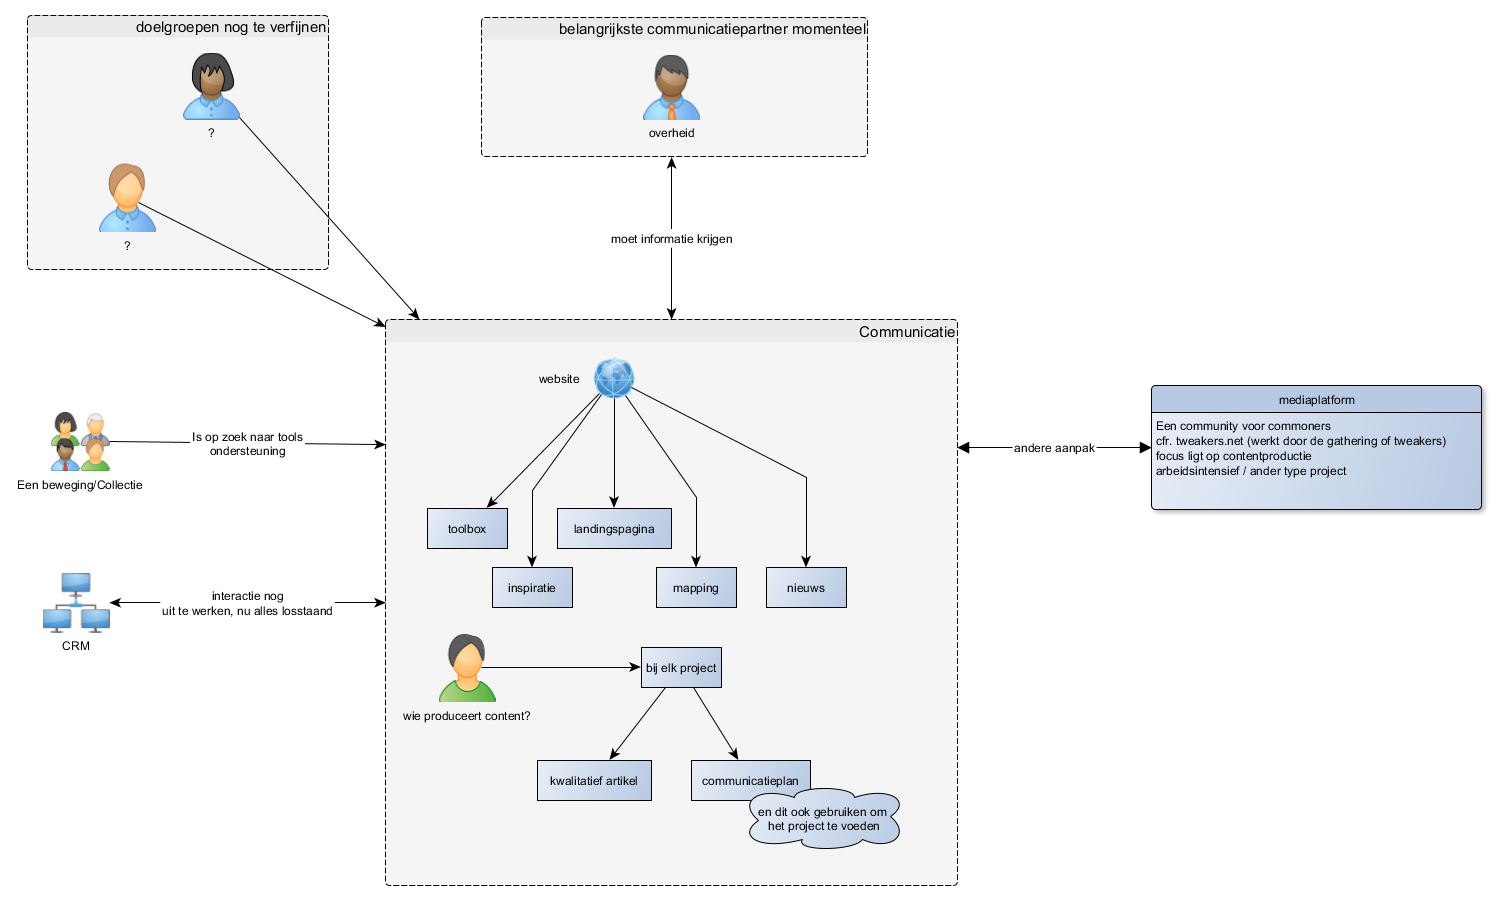 doelgroepen nog te verfijnen
?
?
belangrijkste communicatiepartner momenteel
overheid
moet informatie krijgen
Communicatie
website
toolbox
landingspagina
inspiratie
mapping
nieuws
wie produceert content?
bij elk project
kwalitatief artikel
communicatieplan
en dit ook gebruiken om
het project te voeden
Is op zoek naar tools
ondersteuning
Een beweging/Collectie
interactie nog
uit te werken, nu alles losstaand
CRM
andere aanpak
mediaplatform
Een community voor commoners
cfr. tweakers.net (werkt door de gathering of tweakers)
focus ligt op contentproductie
arbeidsintensief / ander type project